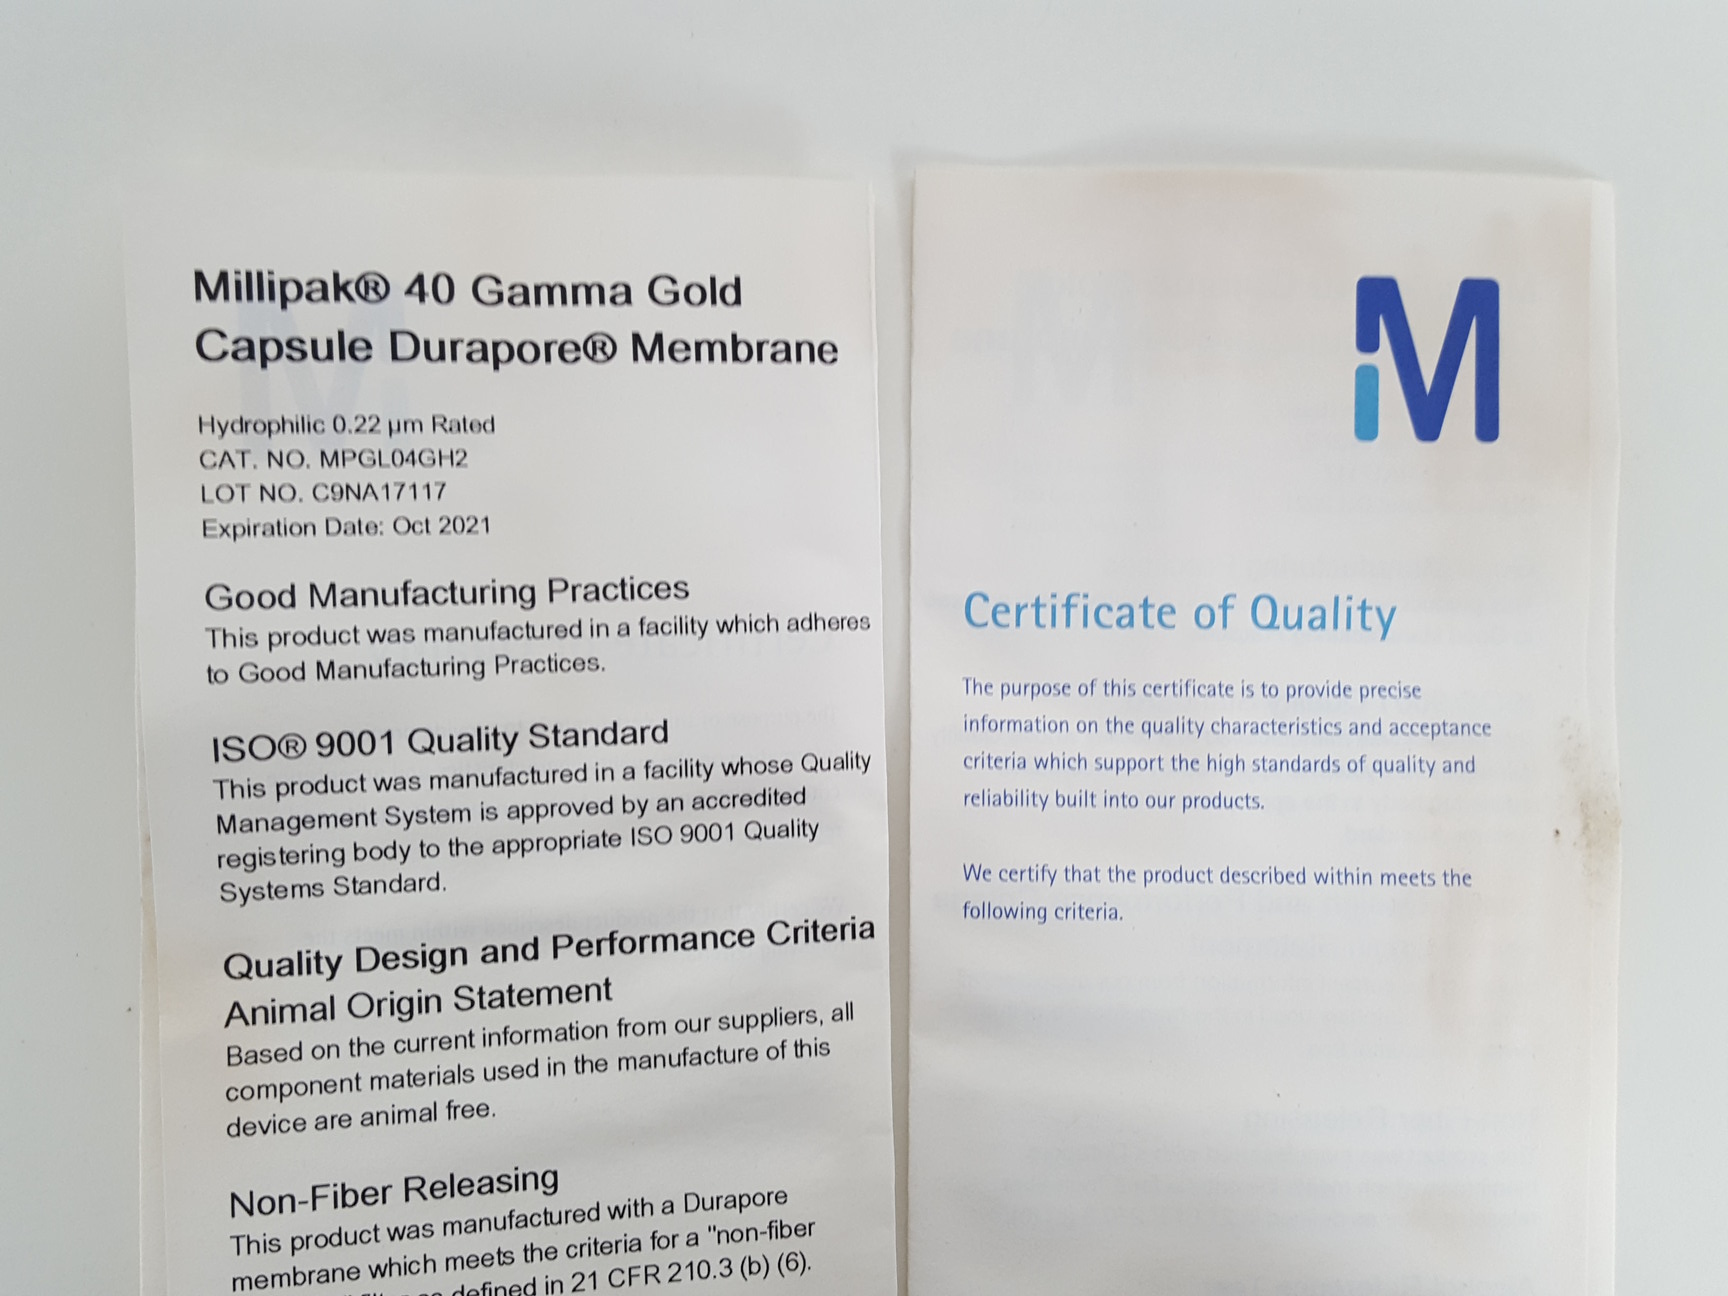 Millipak® 40 Gamma Gold
Capsule Durapore® Membrane
Hydrophilic 0.22 µm Rated
CAT. NO. MPGL04GH2
LOT NO. C9NA17117
Expiration Date: Oct 2021
Good Manufacturing Practices
This product was manufactured in a facility which adheres
to Good Manufacturing Practices.
ISO® 9001 Quality Standard
This product was manufactured in a facility whose Quality
Management System is approved by an accredited
registering body to the appropriate ISO 9001 Quality
Systems Standard.
Quality Design and Performance Criteria
Animal Origin Statement
Based on the current information from our suppliers, all
component materials used in the manufacture of this
device are animal free.
Non-Fiber Releasing
This product was manufactured with a Durapore
membrane which meets the criteria for a "non-fiber
defined in 21 CFR 210.3 (b) (6).
M
Certificate of Quality
The purpose of this certificate is to provide precise
information on the quality characteristics and acceptance
criteria which support the high standards of quality and
reliability built into our products.
We certify that the product described within meets the
following criteria.